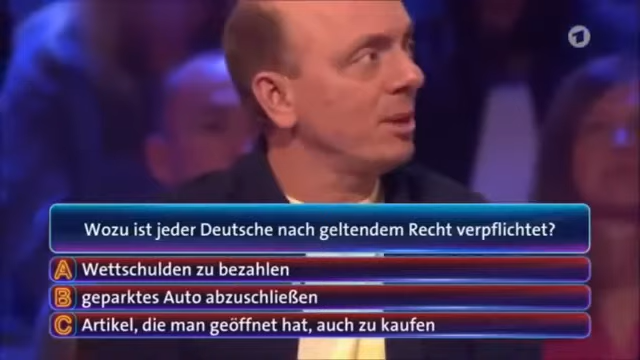 Wozu ist jeder Deutsche nach geltendem Recht verpflichtet?
A Wettschulden zu bezahlen
B geparktes Auto abzuschließen
C Artikel, die man geöffnet hat, auch zu kaufen